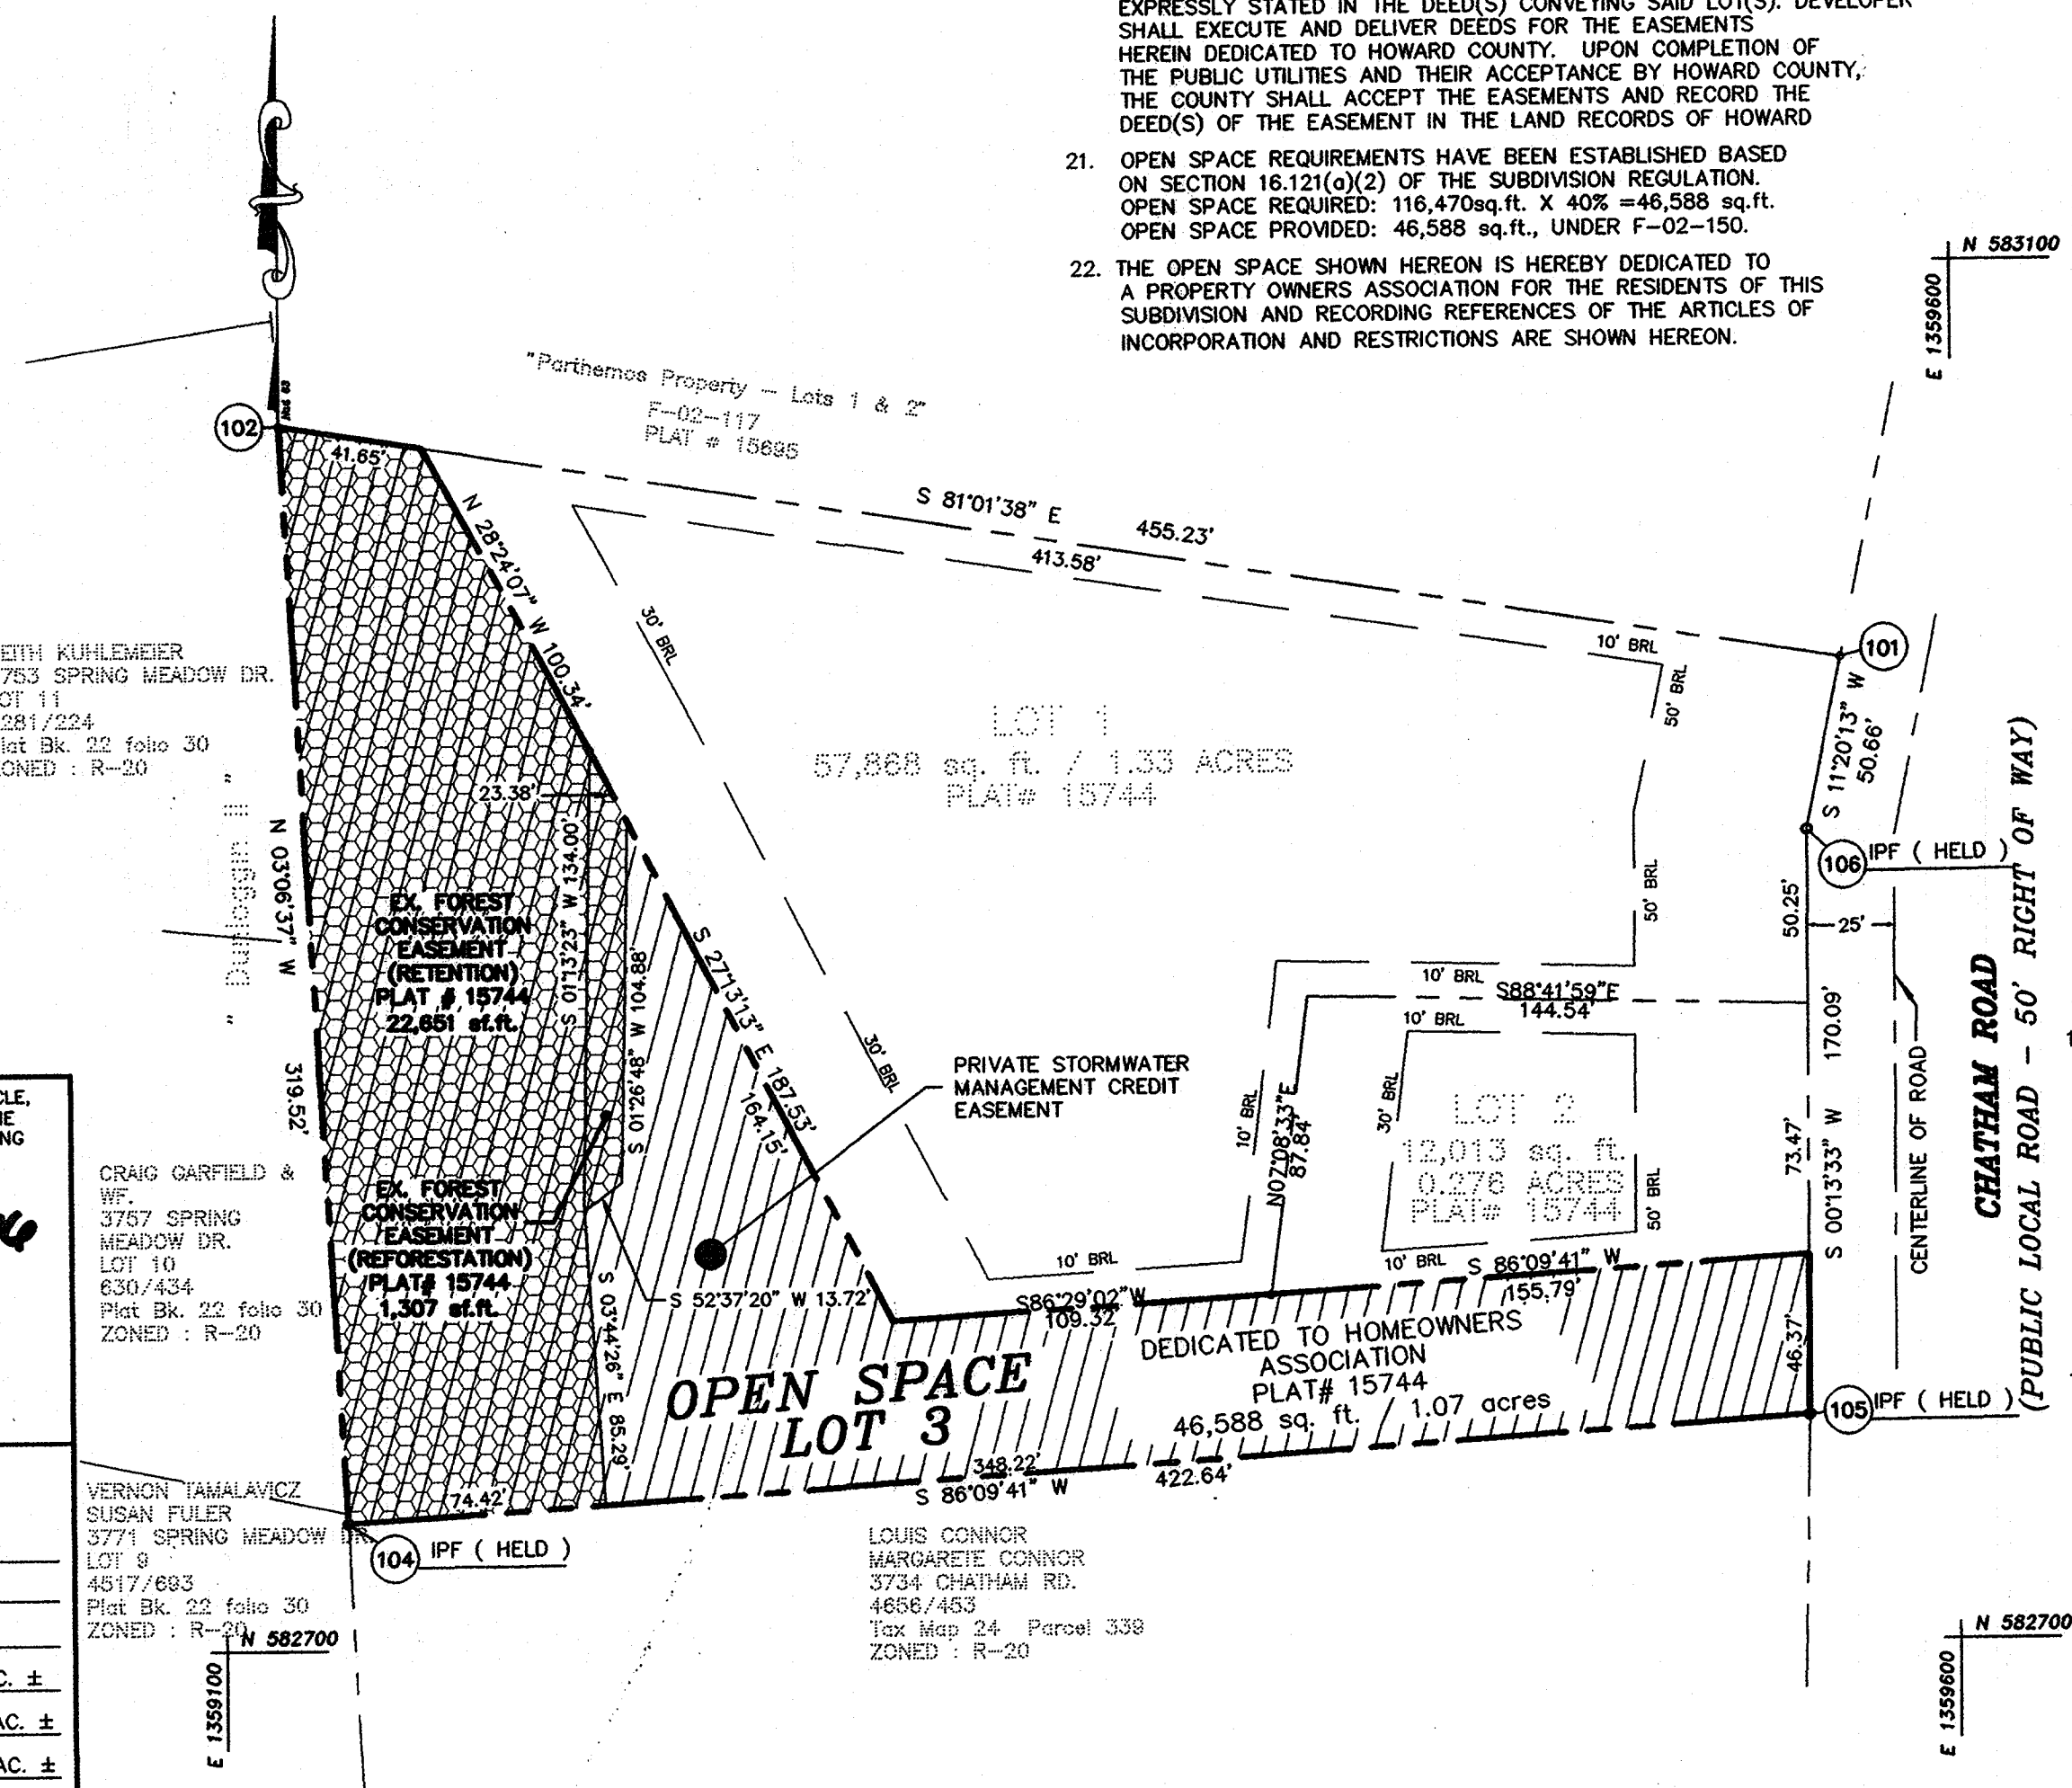 EXPRESSLY STATED IN THE DEED(S) CONVEYING SAID LOT(S). DEVELOPER
SHALL EXECUTE AND DELIVER DEEDS FOR THE EASEMENTS
HEREIN DEDICATED TO HOWARD COUNTY. UPON COMPLETION OF
THE PUBLIC UTILITIES AND THEIR ACCEPTANCE BY HOWARD COUNTY,
THE COUNTY SHALL ACCEPT THE EASEMENTS AND RECORD THE
DEED(S) OF THE EASEMENT IN THE LAND RECORDS OF HOWARD
21. OPEN SPACE REQUIREMENTS HAVE BEEN ESTABLISHED BASED
ON SECTION 16.121(a)(2) OF THE SUBDIVISION REGULATION.
OPEN SPACE REQUIRED: 116,470sq.ft. X 40% =46,588 sq.ft.
OPEN SPACE PROVIDED: 46,588 sq.ft., UNDER F-02-150.
22. THE OPEN SPACE SHOWN HEREON IS HEREBY DEDICATED TO
A PROPERTY OWNERS ASSOCIATION FOR THE RESIDENTS OF THIS
SUBDIVISION AND RECORDING REFERENCES OF THE ARTICLES OF
INCORPORATION AND RESTRICTIONS ARE SHOWN HEREON.
N 583100
E 1359600
"Parthemos Property - Lots 1 & 2"
F-02-117
PLAT # 15695
102
41.65'
N 28°24'07" W 100.34'
S 81°01'38" E 455.23'
413.58'
30' BRL
10' BRL
50' BRL
101
S 11°20'13" W
50.66'
106
IPF ( HELD )
EITH KUHLEMEIER
753 SPRING MEADOW DR.
OT 11
281/224
lat Bk. 22 folio 30
ONED : R-20
" Dunloggin II "
N 03°06'37" W
319.52'
LOT 1
57,868 sq. ft. / 1.33 ACRES
PLAT# 15744
23.38'
S 01°13'23" W 134.00'
S 01°26'48" W 104.88'
EX. FOREST
CONSERVATION
EASEMENT
(RETENTION)
PLAT # 15744
22,651 sf.ft.
S 27°13'13" E 187.53'
164.15'
30' BRL
50' BRL
10' BRL
S88°41'59"E
144.54'
10' BRL
50.25'
25'
170.09'
73.47'
S 00°13'33" W
CENTERLINE OF ROAD
CHATHAM ROAD
(PUBLIC LOCAL ROAD - 50' RIGHT OF WAY)
PRIVATE STORMWATER
MANAGEMENT CREDIT
EASEMENT
10' BRL
N07°08'33"E
87.84'
30' BRL
LOT 2
12,013 sq. ft.
0.276 ACRES
PLAT# 15744
50' BRL
10' BRL
10' BRL
CLE,
NE
NG
CRAIG GARFIELD &
WF.
3757 SPRING
MEADOW DR.
LOT 10
630/434
Plat Bk. 22 folio 30
ZONED : R-20
EX. FOREST
CONSERVATION
EASEMENT
(REFORESTATION)
PLAT# 15744
1,307 sf.ft.
S 03°44'26" E 85.29'
S 52°37'20" W 13.72'
S86°29'02"W
109.32'
S 86°09'41" W
155.79'
46.37'
DEDICATED TO HOMEOWNERS
ASSOCIATION
PLAT# 15744
46,588 sq. ft. / 1.07 acres
OPEN SPACE
LOT 3
105
IPF ( HELD )
74.42'
348.22'
S 86°09'41" W
422.64'
104
IPF ( HELD )
VERNON TAMALAVICZ
SUSAN FULER
3771 SPRING MEADOW DR.
LOT 9
4517/693
Plat Bk. 22 folio 30
ZONED : R-20
LOUIS CONNOR
MARGARETE CONNOR
3734 CHATHAM RD.
4656/453
Tax Map 24 Parcel 339
ZONED : R-20
N 582700
E 1359100
N 582700
E 1359600
C. ±
AC. ±
AC. ±